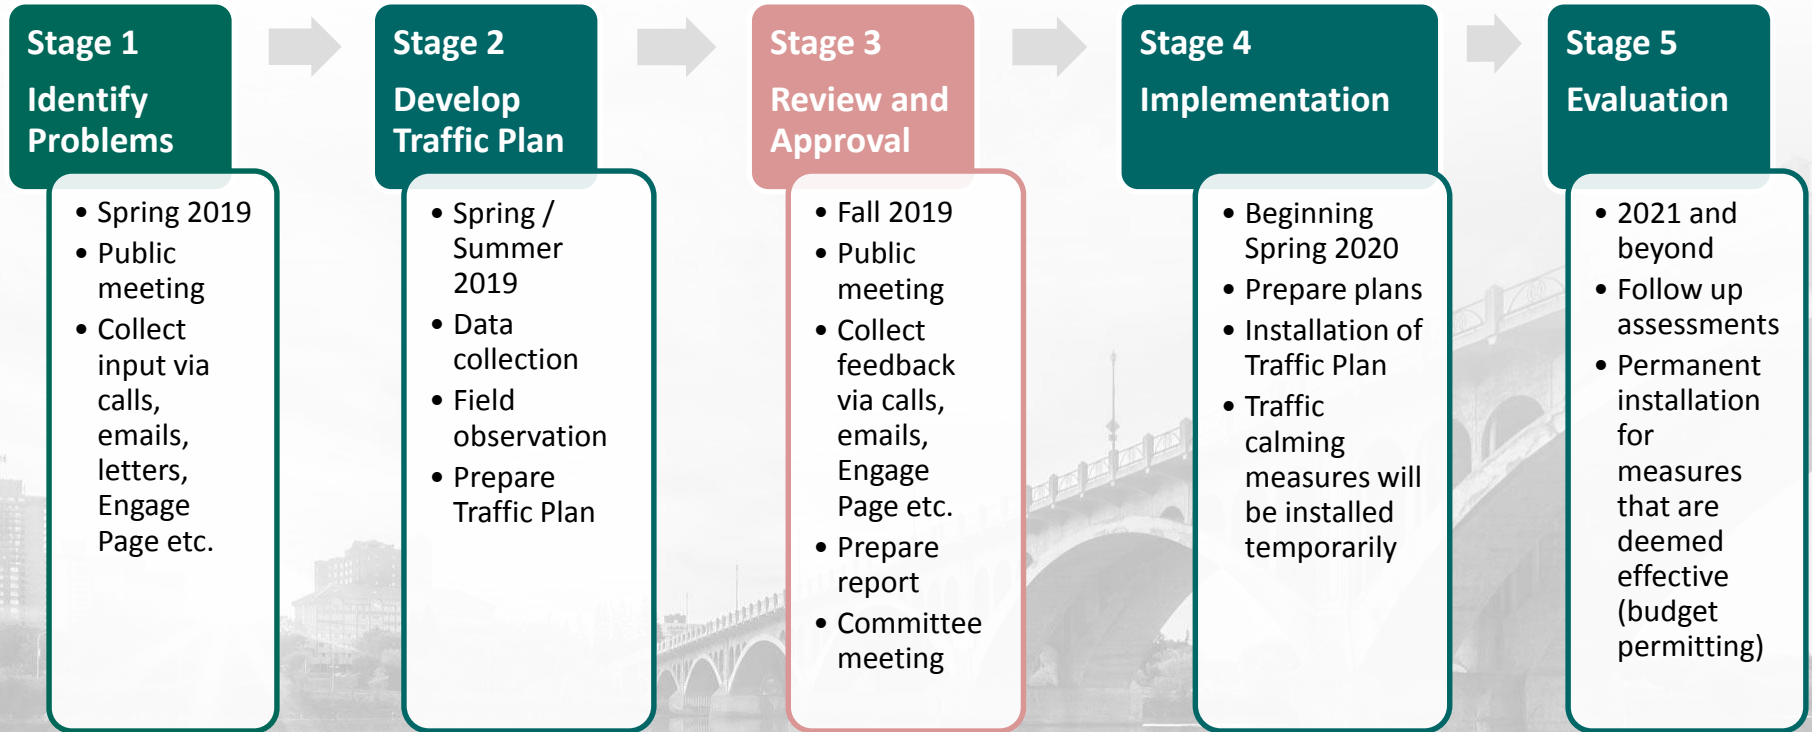 Stage 1
Identify
Problems
• Spring 2019
• Public
meeting
• Collect
input via
calls,
emails,
letters,
Engage
Page etc.
Stage 2
Develop
Traffic Plan
• Spring /
Summer
2019
• Data
collection
• Field
observation
• Prepare
Traffic Plan
Stage 3
Review and
Approval
• Fall 2019
• Public
meeting
• Collect
feedback
via calls,
emails,
Engage
Page etc.
• Prepare
report
• Committee
meeting
Stage 4
Implementation
• Beginning
Spring 2020
• Prepare plans
• Installation of
Traffic Plan
• Traffic
calming
measures will
be installed
temporarily
Stage 5
Evaluation
• 2021 and
beyond
• Follow up
assessments
• Permanent
installation
for
measures
that are
deemed
effective
(budget
permitting)